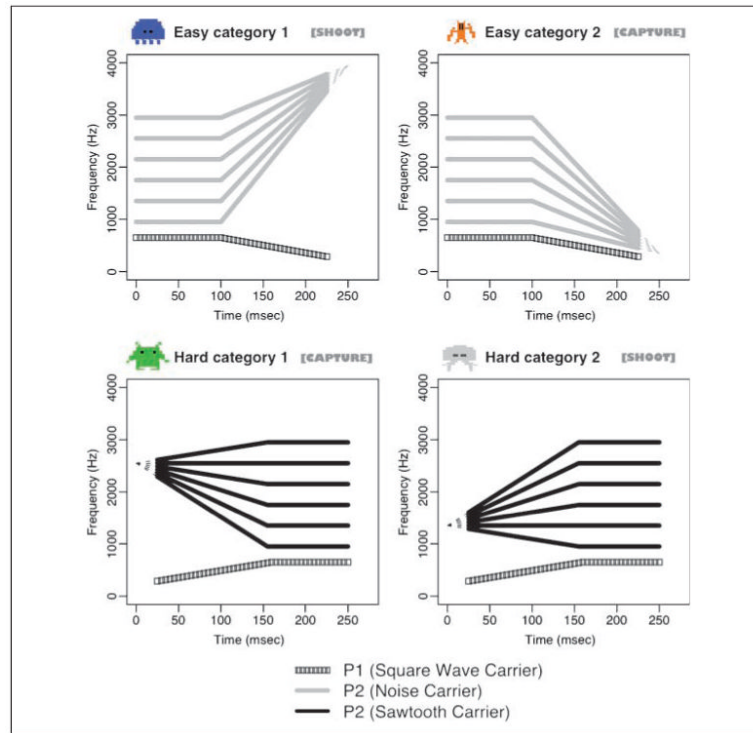 Easy category 1 [SHOOT]
Easy category 2 [CAPTURE]
Frequency (Hz)
4000
3000
2000
1000
0
0 50 100 150 200 250
Time (msec)
Frequency (Hz)
4000
3000
2000
1000
0
0 50 100 150 200 250
Time (msec)
Hard category 1 [CAPTURE]
Hard category 2 [SHOOT]
Frequency (Hz)
4000
3000
2000
1000
0
0 50 100 150 200 250
Time (msec)
Frequency (Hz)
4000
3000
2000
1000
0
0 50 100 150 200 250
Time (msec)
P1 (Square Wave Carrier)
P2 (Noise Carrier)
P2 (Sawtooth Carrier)